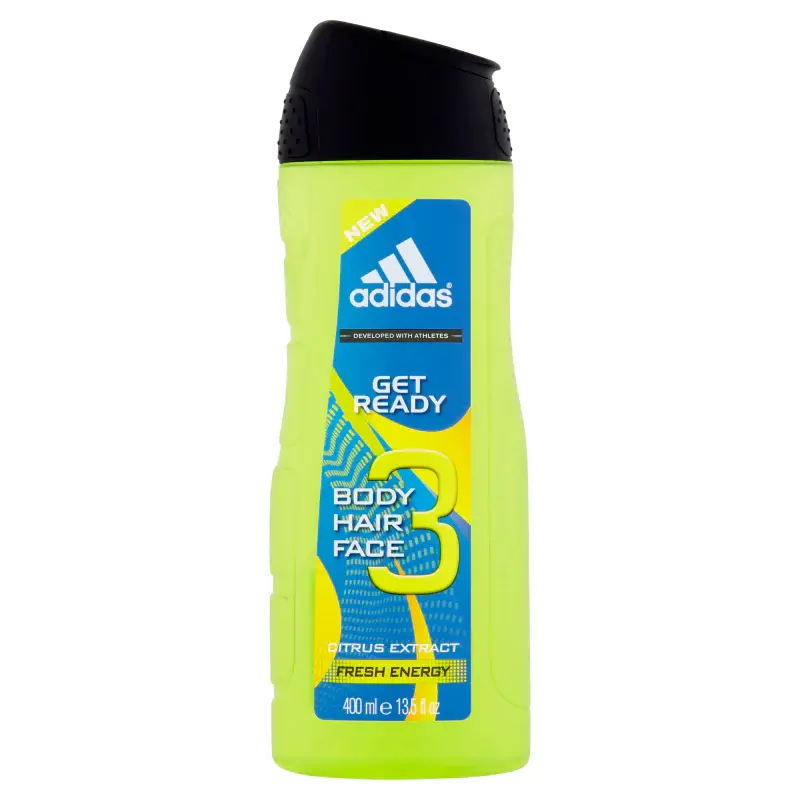 NEW
adidas®
DEVELOPED WITH ATHLETES
GET
READY
3
BODY
HAIR
FACE
CITRUS EXTRACT
FRESH ENERGY
400 ml e 13,5 fl oz